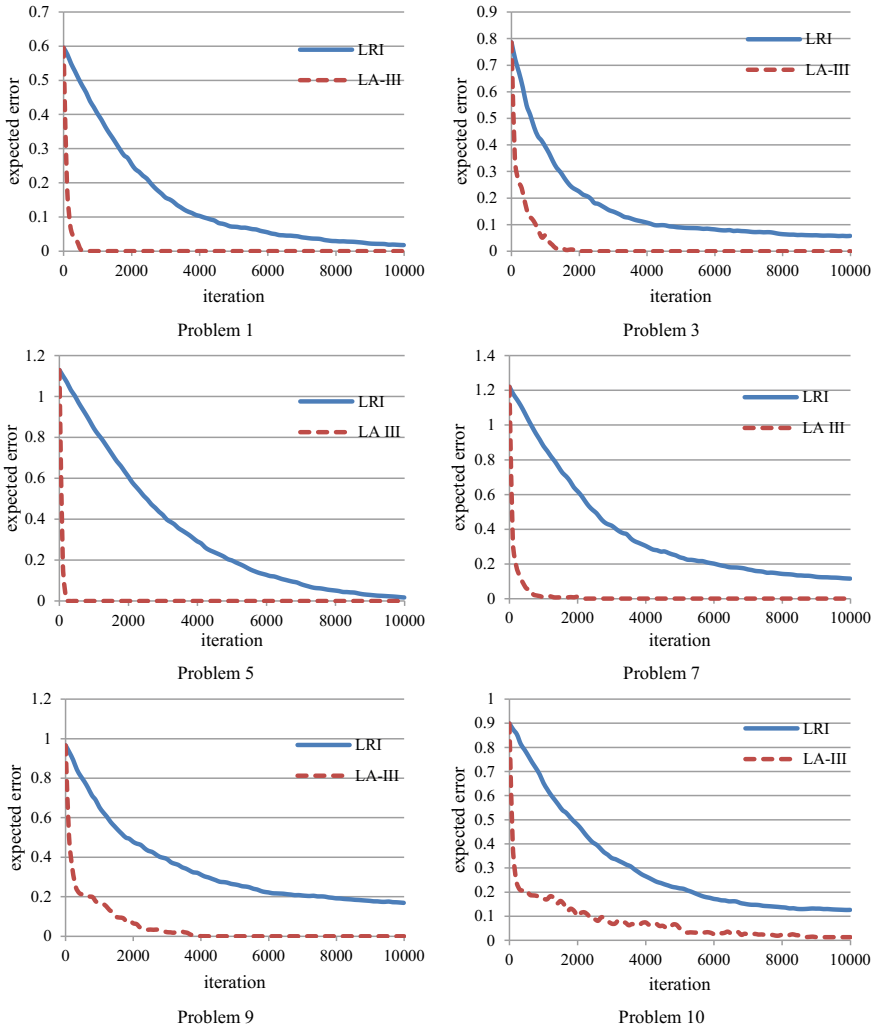 0.7
0.6
0.5
0.4
0.3
0.2
0.1
0
expected error
LRI
LA-III
0 2000 4000 6000 8000 10000
iteration
Problem 1
0.9
0.8
0.7
0.6
0.5
0.4
0.3
0.2
0.1
0
expected error
LRI
LA-III
0 2000 4000 6000 8000 10000
iteration
Problem 3
1.2
1
0.8
0.6
0.4
0.2
0
expected error
LRI
LA III
0 2000 4000 6000 8000 10000
iteration
Problem 5
1.4
1.2
1
0.8
0.6
0.4
0.2
0
expected error
LRI
LA III
0 2000 4000 6000 8000 10000
iteration
Problem 7
1.2
1
0.8
0.6
0.4
0.2
0
expected error
LRI
LA-III
0 2000 4000 6000 8000 10000
iteration
Problem 9
1
0.9
0.8
0.7
0.6
0.5
0.4
0.3
0.2
0.1
0
expected error
LRI
LA-III
0 2000 4000 6000 8000 10000
iteration
Problem 10